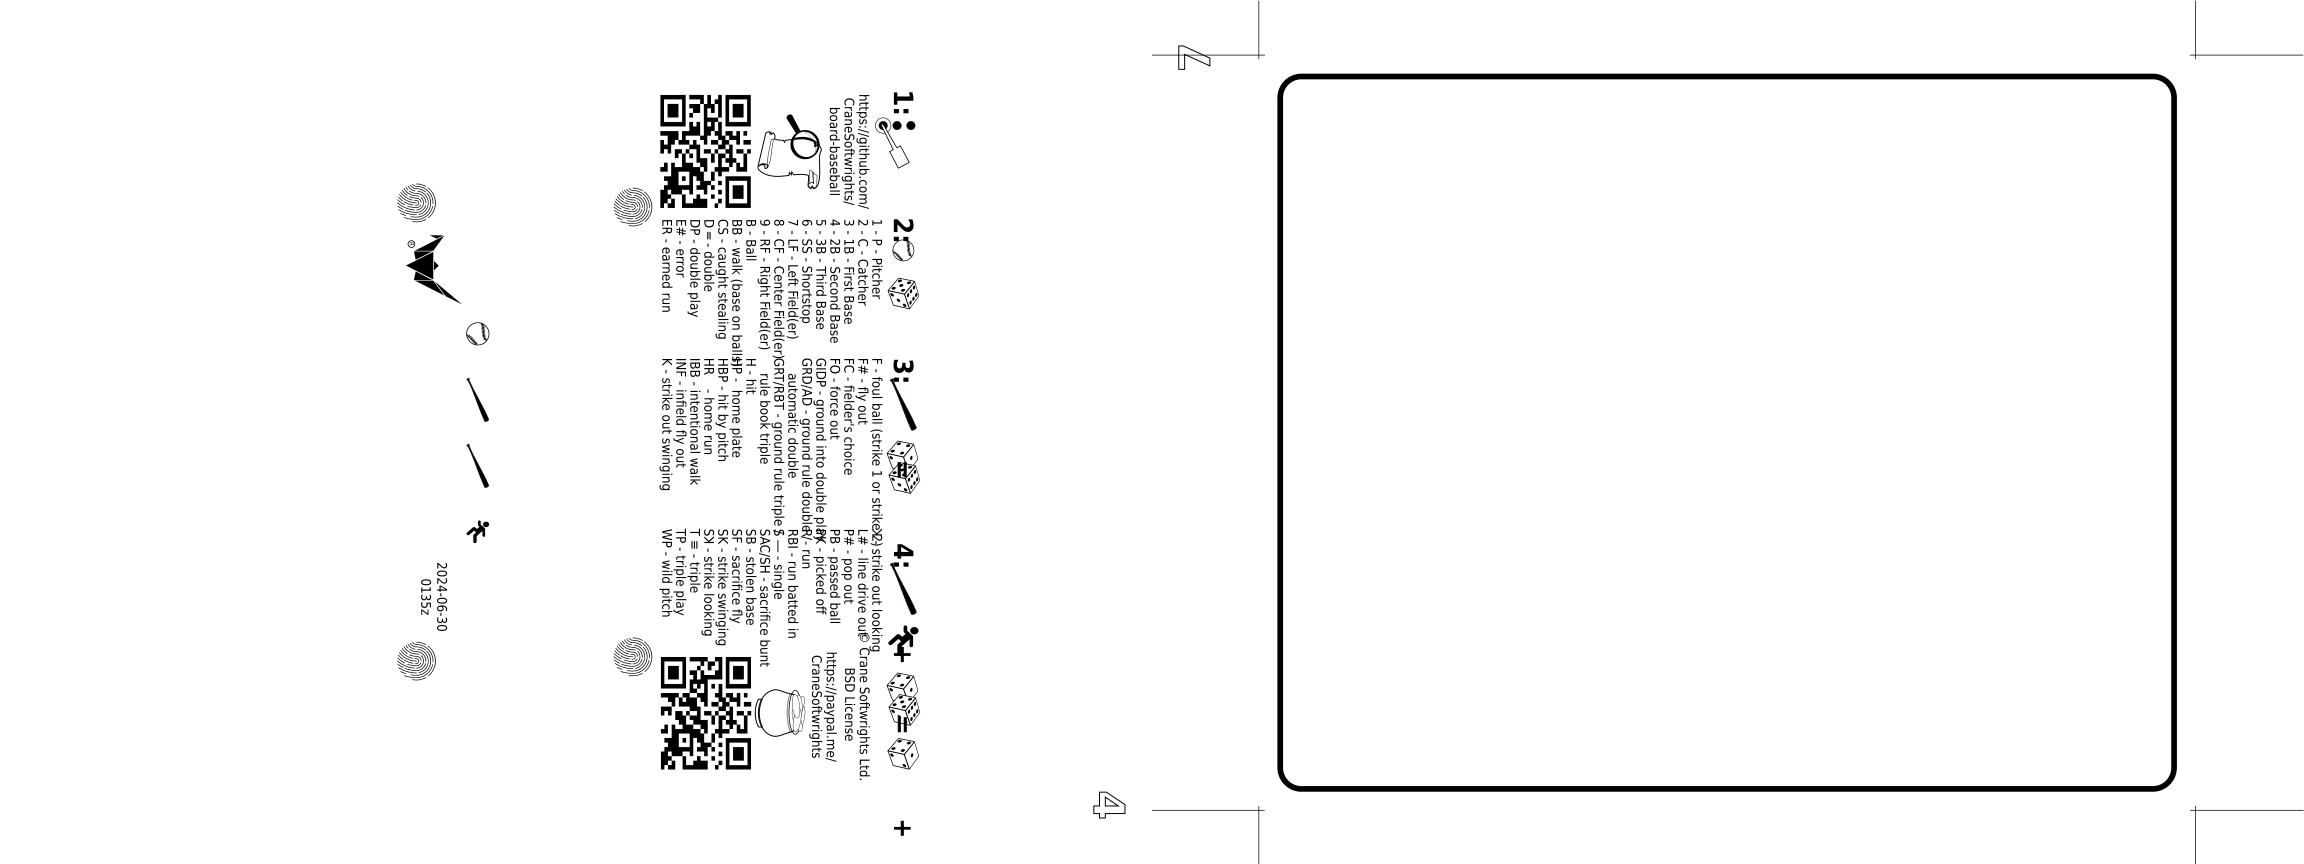 7
4
1:
https://github.com/
CraneSoftwrights/
board-baseball
2:
1 - P - Pitcher
2 - C - Catcher
3 - 1B - First Base
4 - 2B - Second Base
5 - 3B - Third Base
6 - SS - Shortstop
7 - LF - Left Field(er)
8 - CF - Center Field(er)
9 - RF - Right Field(er)
B - Ball
BB - walk (base on balls)
CS - caught stealing
D = - double
DP - double play
E# - error
ER - earned run
3:
=
F - foul ball (strike 1 or strike 2)
F# - fly out
FC - fielder's choice
FO - force out
GIDP - ground into double play
GRD/AD - ground rule double/
automatic double
GRT/RBT - ground rule triple/
rule book triple
H - hit
HP - home plate
HBP - hit by pitch
HR - home run
IBB - intentional walk
INF - infield fly out
K - strike out swinging
4:
+
=
+
strike out looking
L# - line drive out
P# - pop out
PB - passed ball
PK - picked off
R/· - run
RBI - run batted in
S — - single
SAC/SH - sacrifice bunt
SB - stolen base
SF - sacrifice fly
SK - strike swinging
Sꓘ - strike looking
T ≡ - triple
TP - triple play
WP - wild pitch
© Crane Softwrights Ltd.
BSD License
https://paypal.me/
CraneSoftwrights
®
2024-06-30
0135z